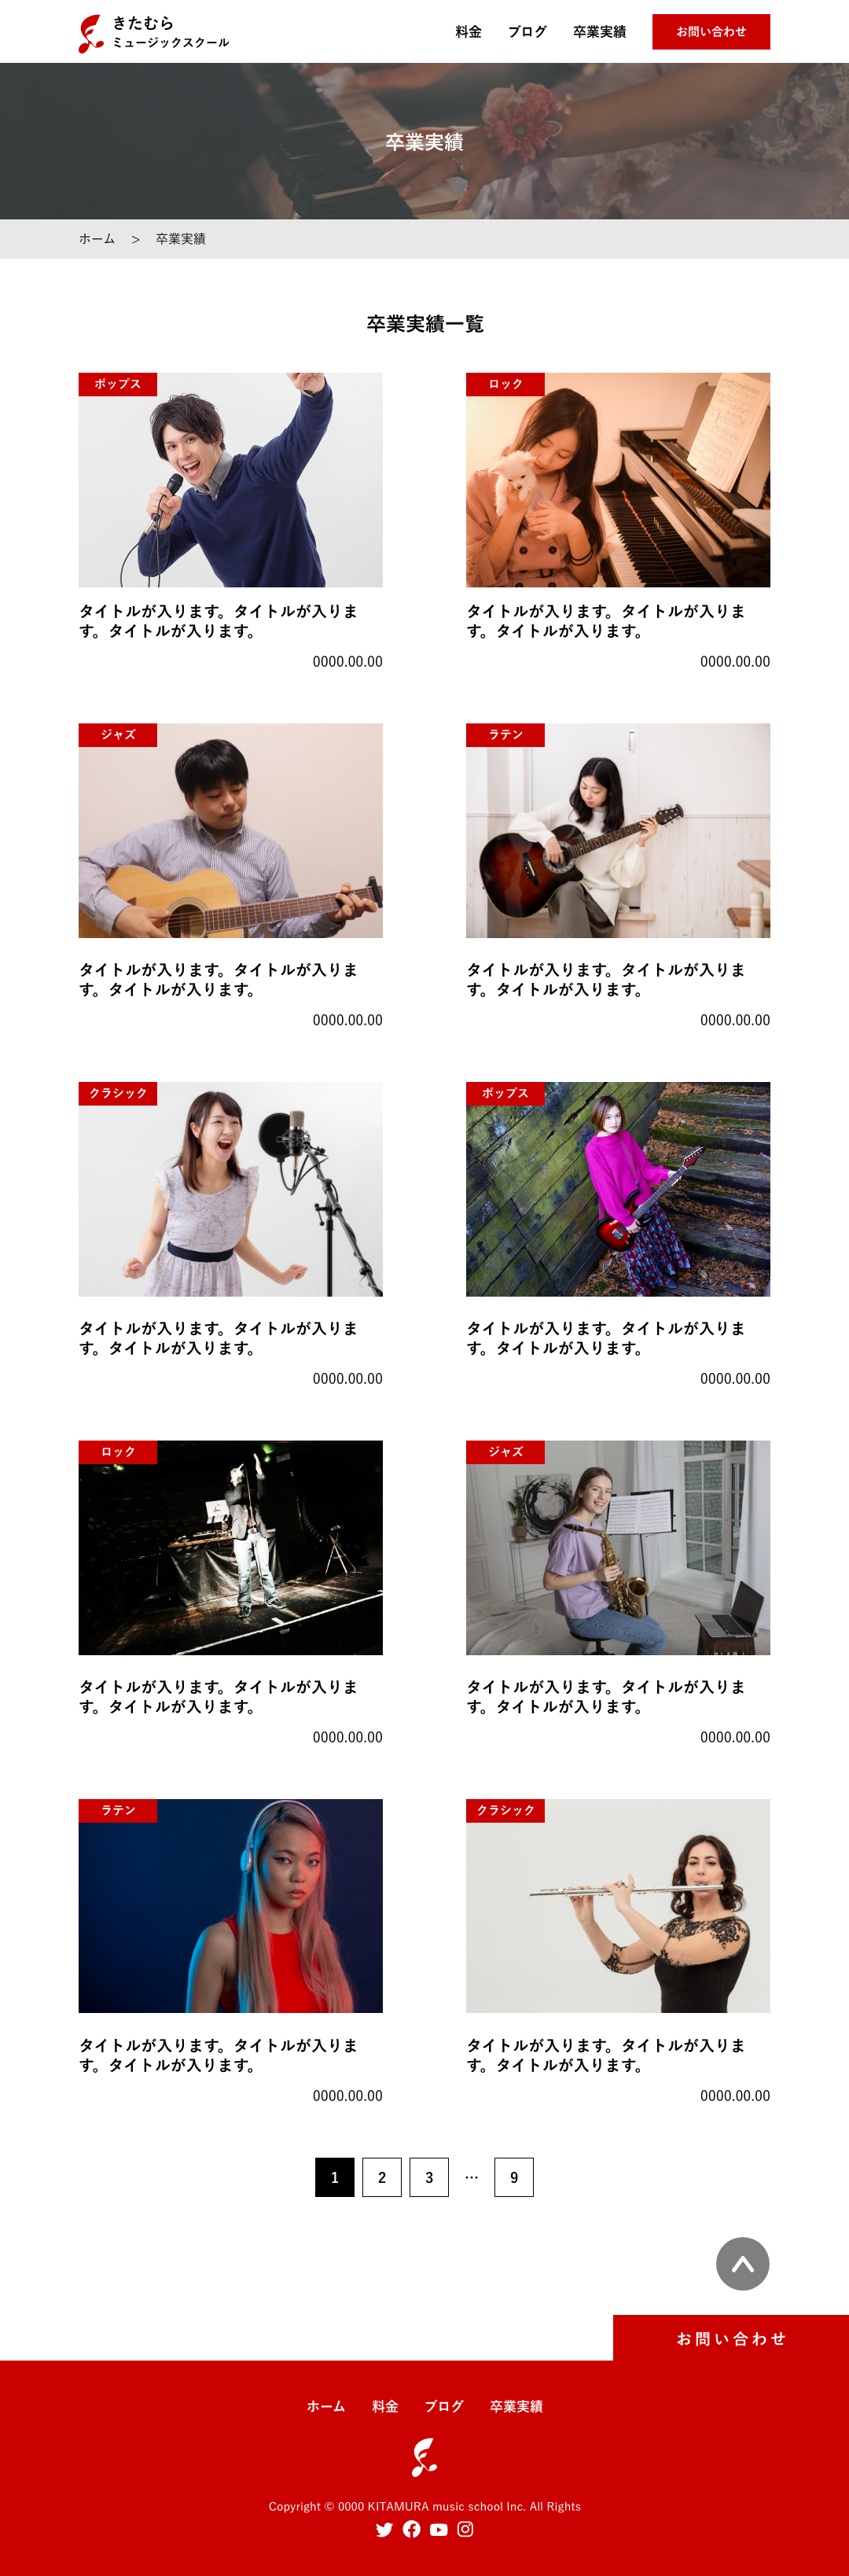 きたむら
ミュージックスクール
料金 ブログ 卒業実績 お問い合わせ
卒業実績
ホーム > 卒業実績
卒業実績一覧
ポップス
タイトルが入ります。タイトルが入りま
す。タイトルが入ります。
0000.00.00
ロック
タイトルが入ります。タイトルが入りま
す。タイトルが入ります。
0000.00.00
ジャズ
タイトルが入ります。タイトルが入りま
す。タイトルが入ります。
0000.00.00
ラテン
タイトルが入ります。タイトルが入りま
す。タイトルが入ります。
0000.00.00
クラシック
タイトルが入ります。タイトルが入りま
す。タイトルが入ります。
0000.00.00
ポップス
タイトルが入ります。タイトルが入りま
す。タイトルが入ります。
0000.00.00
ロック
タイトルが入ります。タイトルが入りま
す。タイトルが入ります。
0000.00.00
ジャズ
タイトルが入ります。タイトルが入りま
す。タイトルが入ります。
0000.00.00
ラテン
タイトルが入ります。タイトルが入りま
す。タイトルが入ります。
0000.00.00
クラシック
タイトルが入ります。タイトルが入りま
す。タイトルが入ります。
0000.00.00
1 2 3 … 9
お問い合わせ
ホーム 料金 ブログ 卒業実績
Copyright © 0000 KITAMURA music school Inc. All Rights